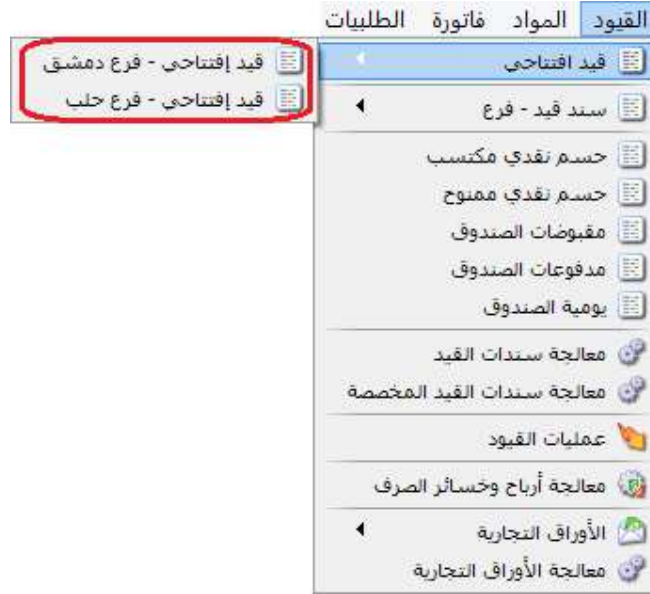 القيود المواد فاتورة الطلبيات
قيد افتتاحي
قيد إفتتاحي - فرع دمشق
قيد إفتتاحي - فرع حلب
سند قيد - فرع
حسم نقدي مكتسب
حسم نقدي ممنوح
مقبوضات الصندوق
مدفوعات الصندوق
يومية الصندوق
معالجة سندات القيد
معالجة سندات القيد المخصصة
عمليات القيود
معالجة أرباح وخسائر الصرف
الأوراق التجارية
معالجة الأوراق التجارية